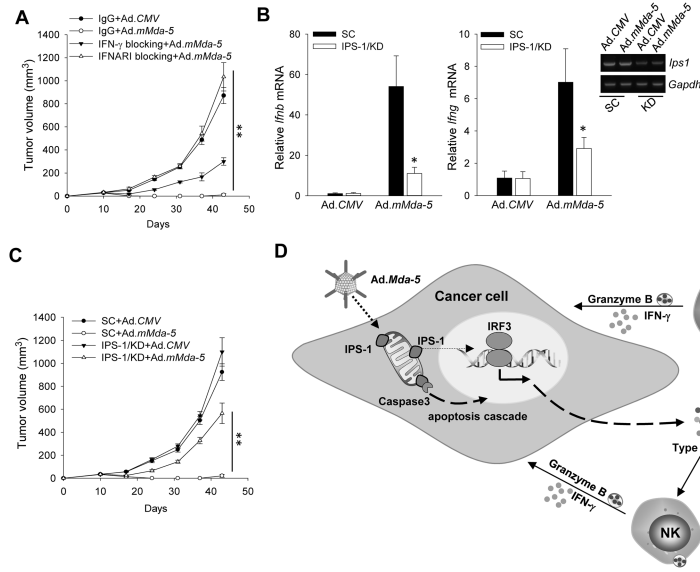 A
IgG+Ad.CMV
IgG+Ad.mMda-5
IFN-γ blocking+Ad.mMda-5
IFNARI blocking+Ad.mMda-5
Tumor volume (mm3)
1400
1200
1000
800
600
400
200
0
**
0 10 20 30 40 50
Days
B
SC
IPS-1/KD
Relative Ifnb mRNA
80
60
40
20
0
*
Ad.CMV Ad.mMda-5
Relative Ifng mRNA
10
8
6
4
2
0
*
Ad.CMV Ad.mMda-5
Ad.CMV
Ad.mMda-5
Ad.CMV
Ad.mMda-5
Ips1
Gapdh
SC KD
C
SC+Ad.CMV
SC+Ad.mMda-5
IPS-1/KD+Ad.CMV
IPS-1/KD+Ad.mMda-5
Tumor volume (mm3)
1400
1200
1000
800
600
400
200
0
**
0 10 20 30 40 50
Days
D
Ad.Mda-5
Cancer cell
Granzyme B
IFN-γ
IPS-1
IPS-1
IRF3
Caspase3
apoptosis cascade
Type
Granzyme B
IFN-γ
NK